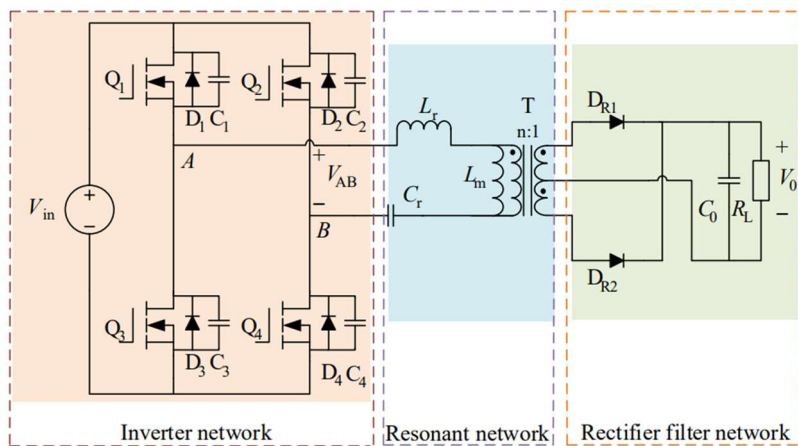 Q1
D1 C1
Q2
D2 C2
A
Vin
+
−
+
VAB
−
B
Q3
D3 C3
Q4
D4 C4
Lr
Cr
Lm
T
n:1
DR1
DR2
C0
RL
+
V0
−
Inverter network
Resonant network
Rectifier filter network